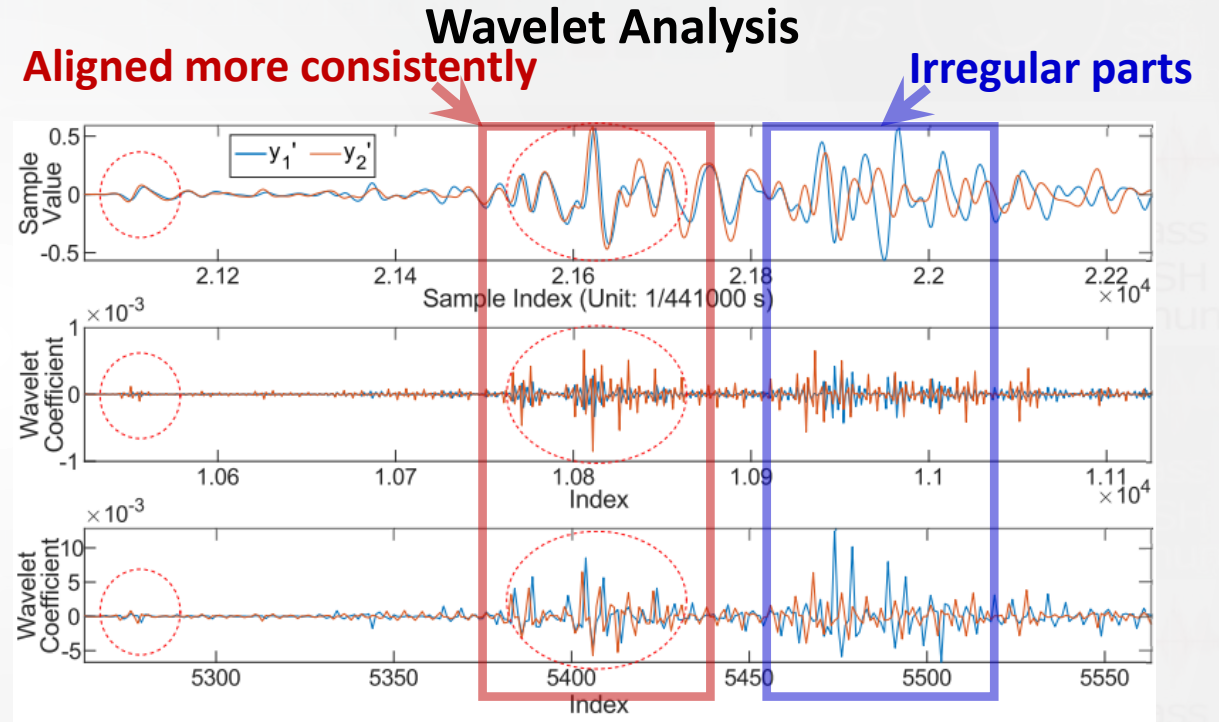 Wavelet Analysis
Aligned more consistently
Irregular parts
Sample
Value
0.5
0
-0.5
y1'
y2'
2.12
2.14
2.16
2.18
2.2
2.22
Sample Index (Unit: 1/441000 s)
×10^4
×10^-3
Wavelet
Coefficient
1
0
-1
1.06
1.07
1.08
1.09
1.1
1.11
Index
×10^4
×10^-3
Wavelet
Coefficient
10
5
0
-5
5300
5350
5400
5450
5500
5550
Index